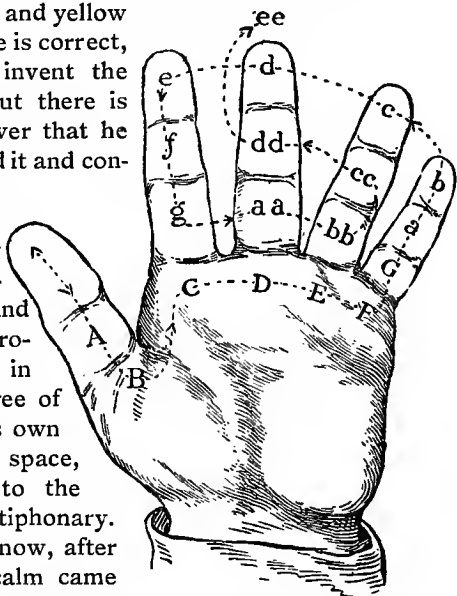 and yellow
e is correct,
invent the
ut there is
ver that he
d it and con-
nd
ro-
in
ree of
s own
space,
to the
tiphonary.
now, after
calm came
ee
e d c
f dd cc b
g aa bb a
G
C D E F
A
B